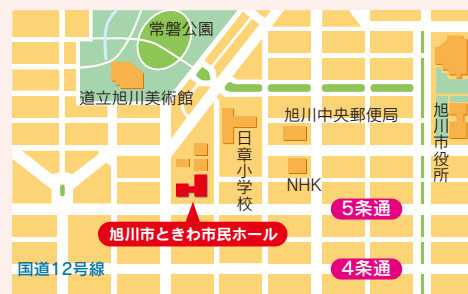 常磐公園
道立旭川美術館
旭川中央郵便局
日章小学校
旭川市役所
NHK
5条通
旭川市ときわ市民ホール
国道12号線
4条通